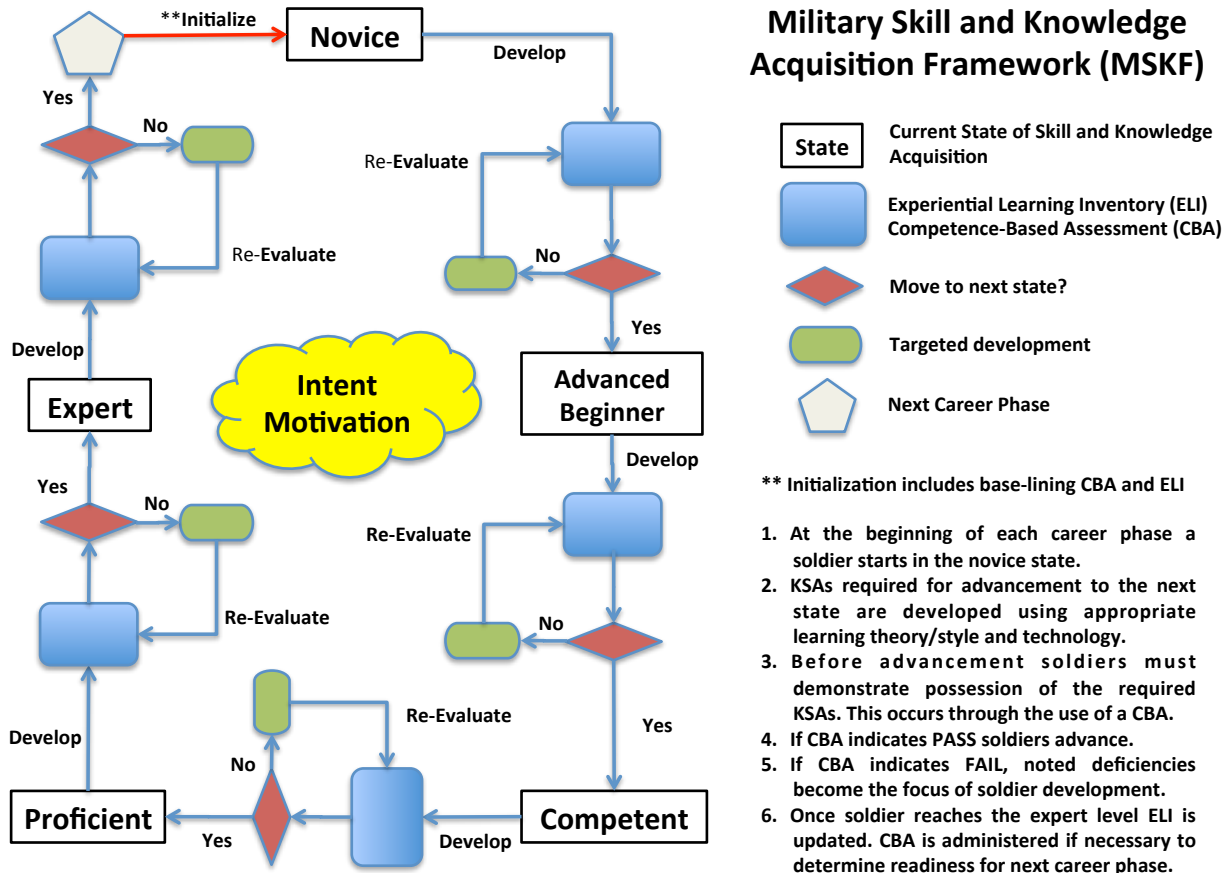 **Initialize
Novice
Develop
Yes
No
Re-Evaluate
Re-Evaluate
No
Yes
Develop
Expert
Intent
Motivation
Advanced
Beginner
Develop
Yes
No
Re-Evaluate
Re-Evaluate
No
Yes
Develop
Re-Evaluate
No
Yes
Develop
Proficient
Competent
Military Skill and Knowledge
Acquisition Framework (MSKF)
State
Current State of Skill and Knowledge
Acquisition
Experiential Learning Inventory (ELI)
Competence-Based Assessment (CBA)
Move to next state?
Targeted development
Next Career Phase
** Initialization includes base-lining CBA and ELI
1. At the beginning of each career phase a
soldier starts in the novice state.
2. KSAs required for advancement to the next
state are developed using appropriate
learning theory/style and technology.
3. Before advancement soldiers must
demonstrate possession of the required
KSAs. This occurs through the use of a CBA.
4. If CBA indicates PASS soldiers advance.
5. If CBA indicates FAIL, noted deficiencies
become the focus of soldier development.
6. Once soldier reaches the expert level ELI is
updated. CBA is administered if necessary to
determine readiness for next career phase.